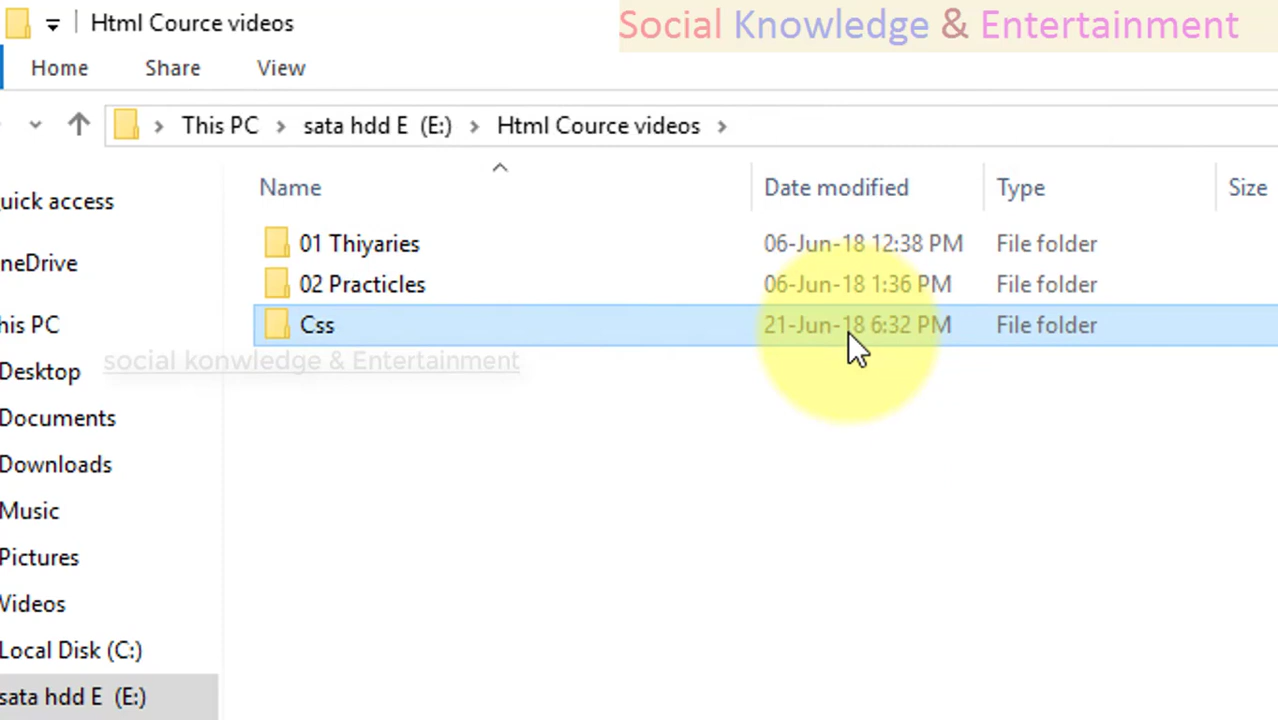 Html Cource videos
Social Knowledge & Entertainment
Home Share View
This PC sata hdd E (E:) Html Cource videos
Name Date modified Type Size
uick access
01 Thiyaries 06-Jun-18 12:38 PM File folder
neDrive
02 Practicles 06-Jun-18 1:36 PM File folder
his PC
Css 21-Jun-18 6:32 PM File folder
social konwledge & Entertainment
Desktop
Documents
Downloads
Music
Pictures
Videos
Local Disk (C:)
sata hdd E (E:)